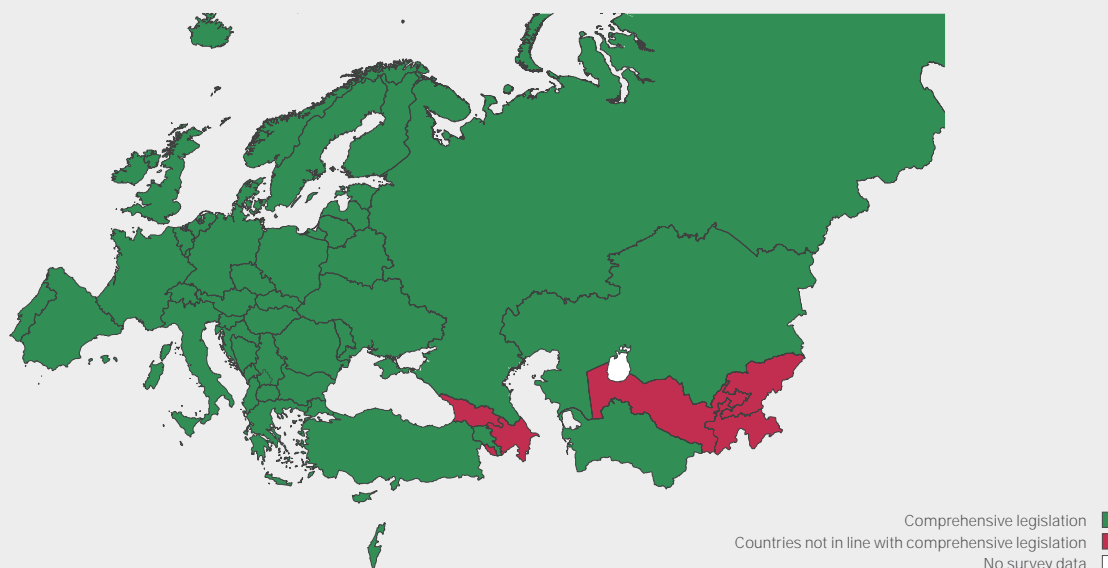 Comprehensive legislation
Countries not in line with comprehensive legislation
No survey data